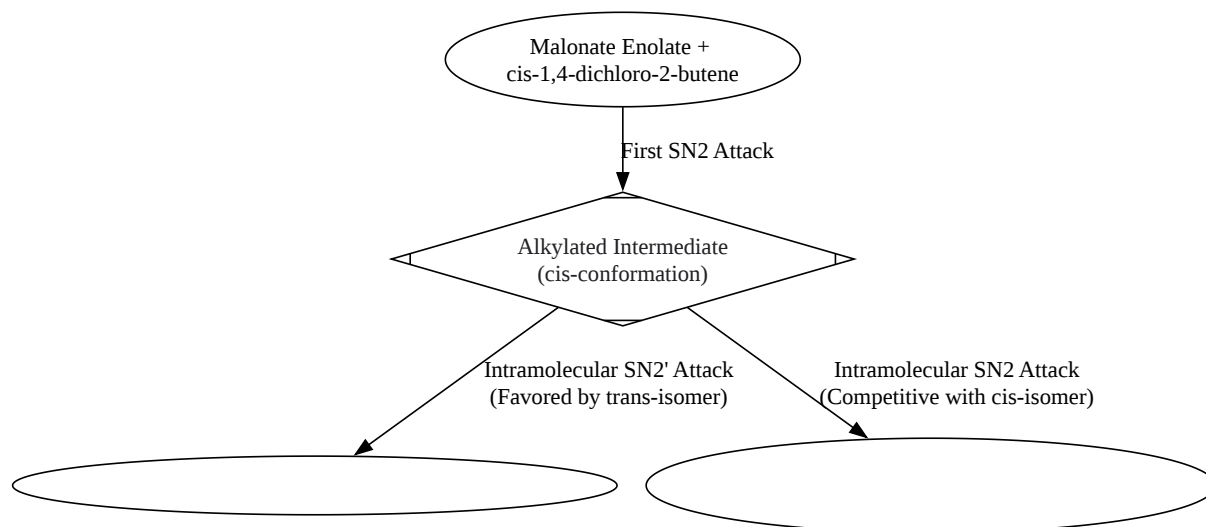 Malonate Enolate +
cis-1,4-dichloro-2-butene
First SN2 Attack
Alkylated Intermediate
(cis-conformation)
Intramolecular SN2' Attack
(Favored by trans-isomer)
Intramolecular SN2 Attack
(Competitive with cis-isomer)